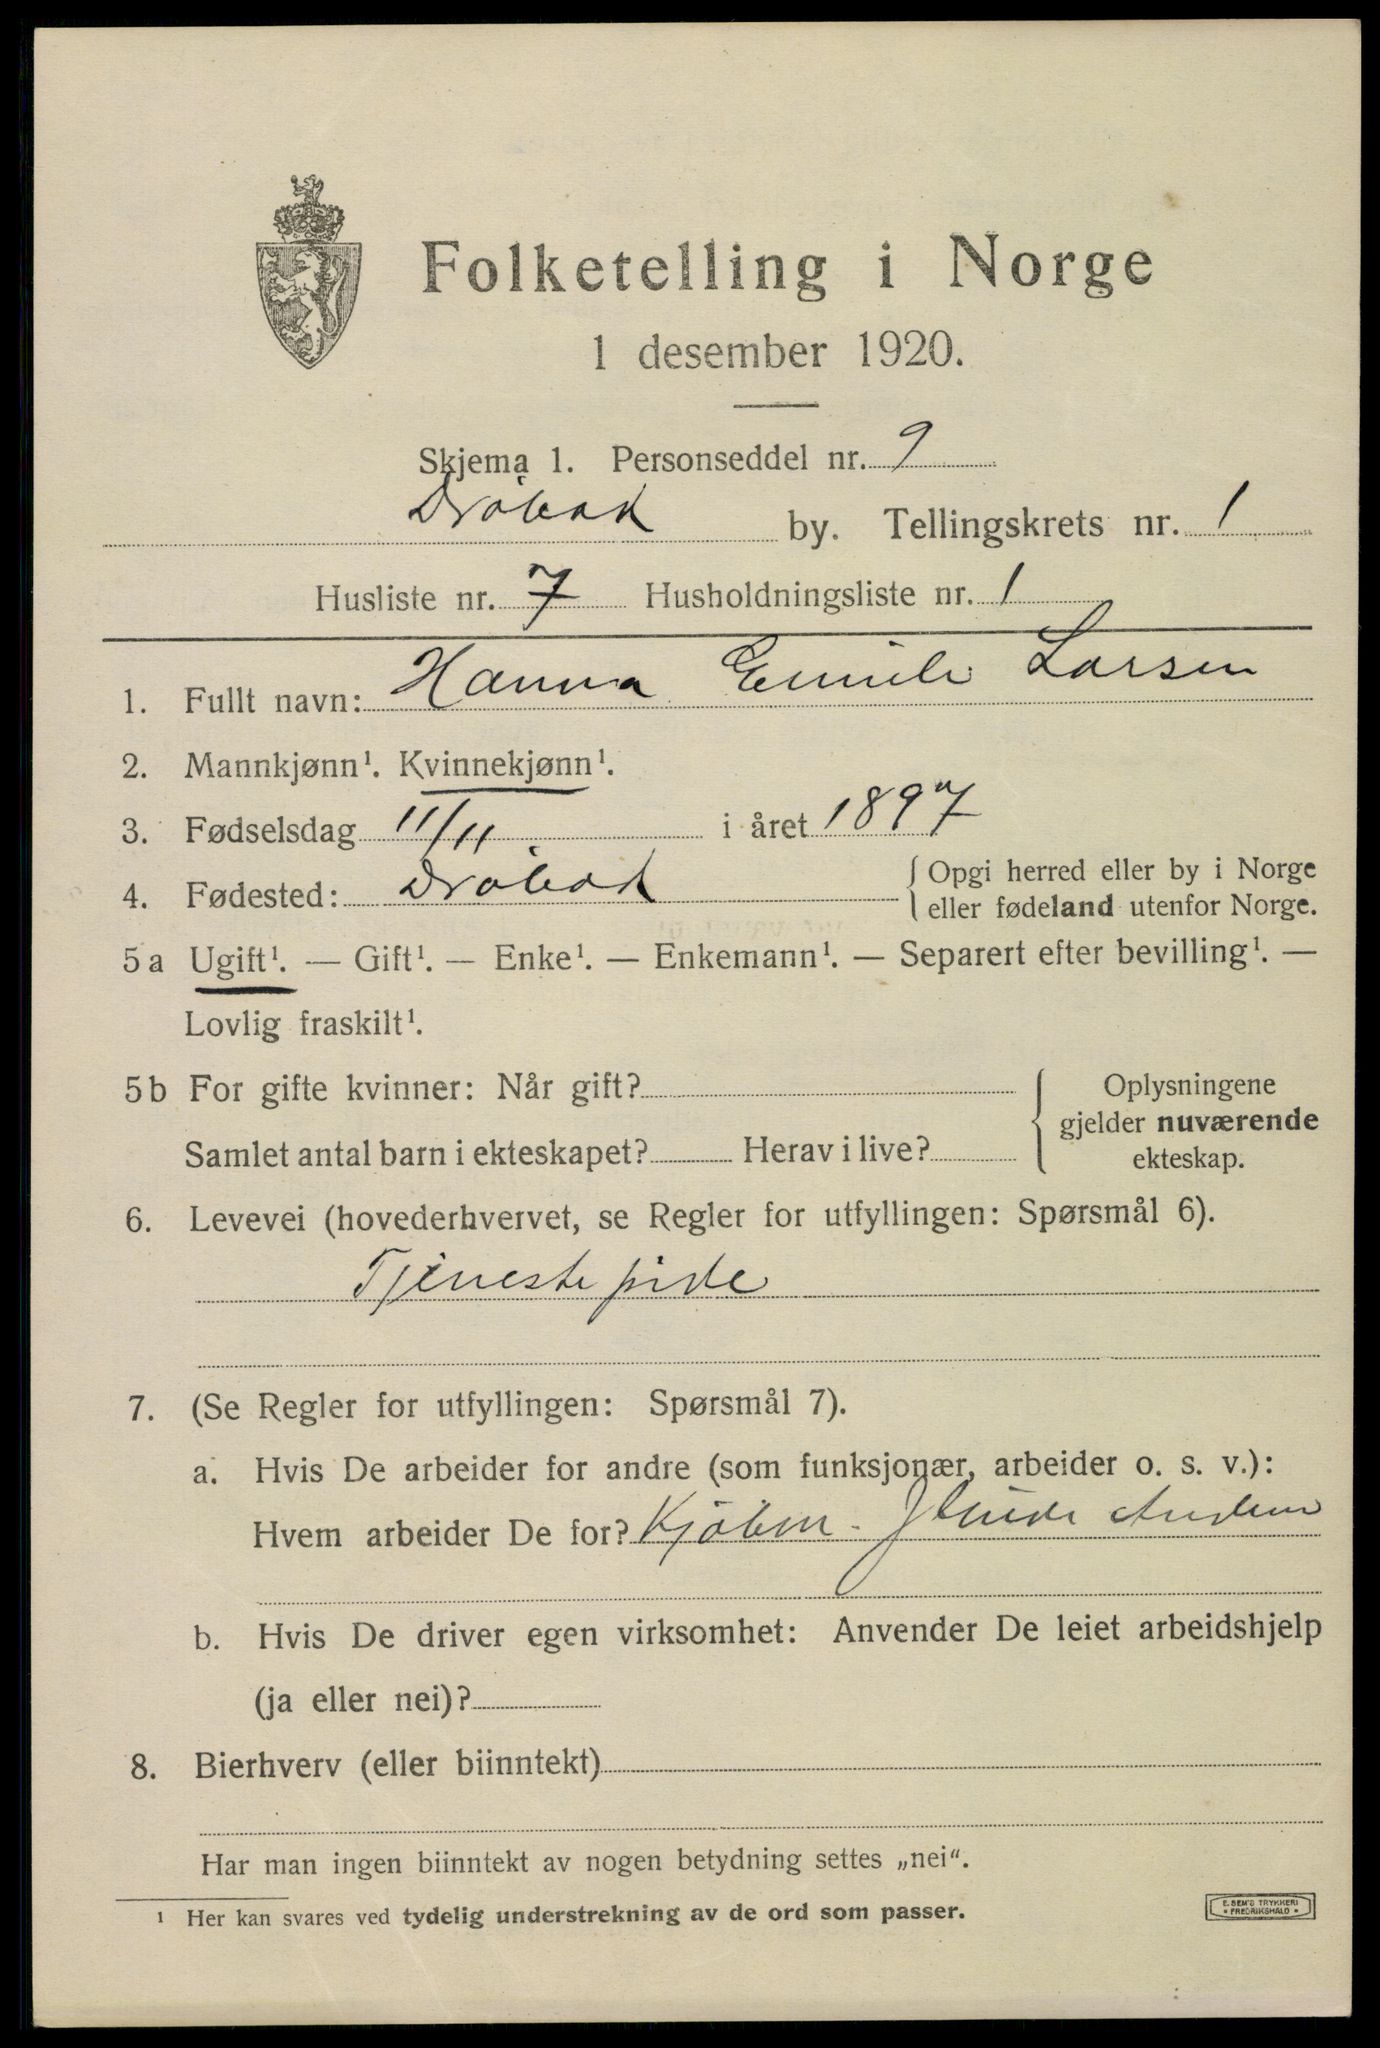 Folketelling i Norge
1 desember 1920.
Skjema 1. Personseddel nr. 9
Drøbak by. Tellingskrets nr. 1
Husliste nr. 7 Husholdningsliste nr. 1
1. Fullt navn: Hanna Emilie Larsen
2. Mannkjønn¹. Kvinnekjønn¹.
3. Fødselsdag 11/11 i året 1897
4. Fødested: Drøbak { Opgi herred eller by i Norge
eller fødeland utenfor Norge.
5 a Ugift¹. — Gift¹. — Enke¹. — Enkemann¹. — Separert efter bevilling¹. —
Lovlig fraskilt¹.
5 b For gifte kvinner: Når gift? { Oplysningene
gjelder nuværende
Samlet antal barn i ekteskapet? Herav i live? ekteskap.
6. Levevei (hovederhvervet, se Regler for utfyllingen: Spørsmål 6).
Tjenestepike
7. (Se Regler for utfyllingen: Spørsmål 7).
a. Hvis De arbeider for andre (som funksjonær, arbeider o. s. v.):
Hvem arbeider De for? Kjøbm.
b. Hvis De driver egen virksomhet: Anvender De leiet arbeidshjelp
(ja eller nei)?
8. Bierhverv (eller biinntekt)
Har man ingen biinntekt av nogen betydning settes „nei“.
¹ Her kan svares ved tydelig understrekning av de ord som passer.
E. SEM'S TRYKKERI
FREDRIKSHALD